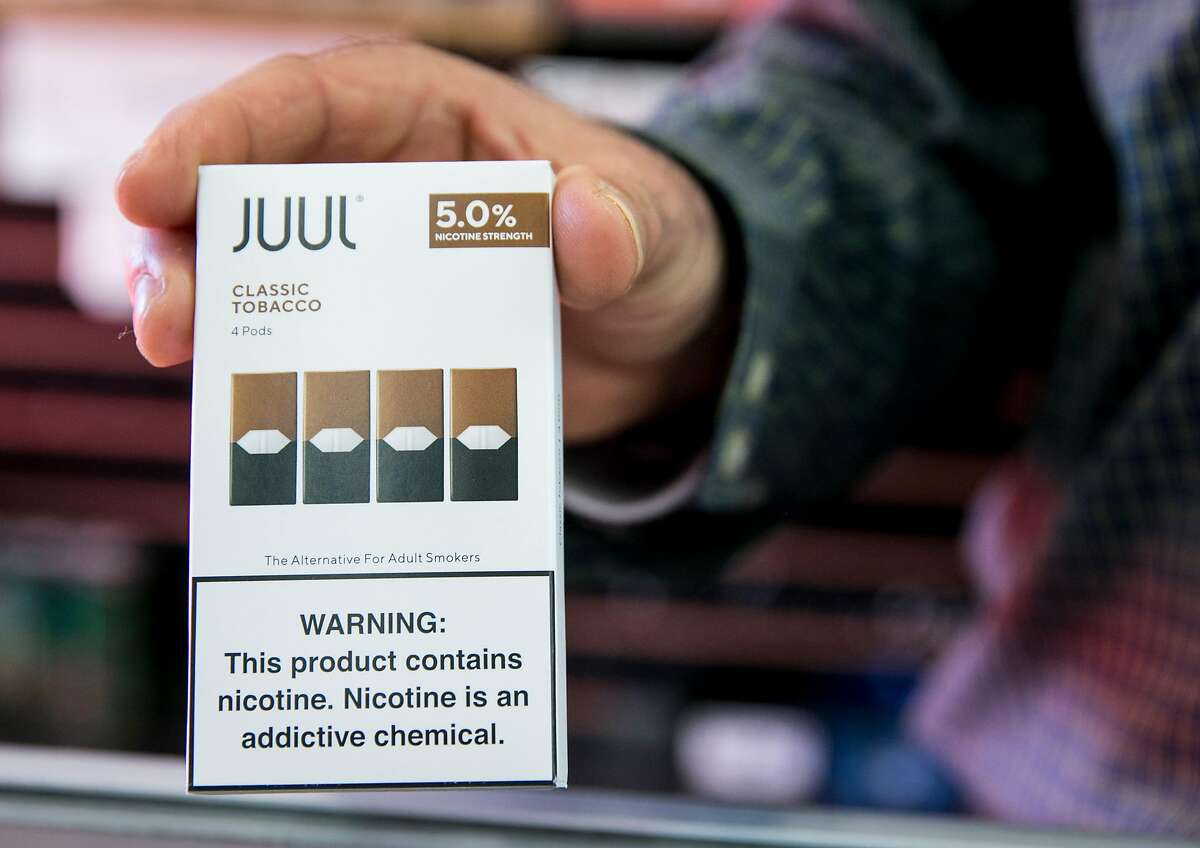 JUUL®
5.0%
NICOTINE STRENGTH
CLASSIC
TOBACCO
4 Pods
The Alternative For Adult Smokers
WARNING:
This product contains
nicotine. Nicotine is an
addictive chemical.